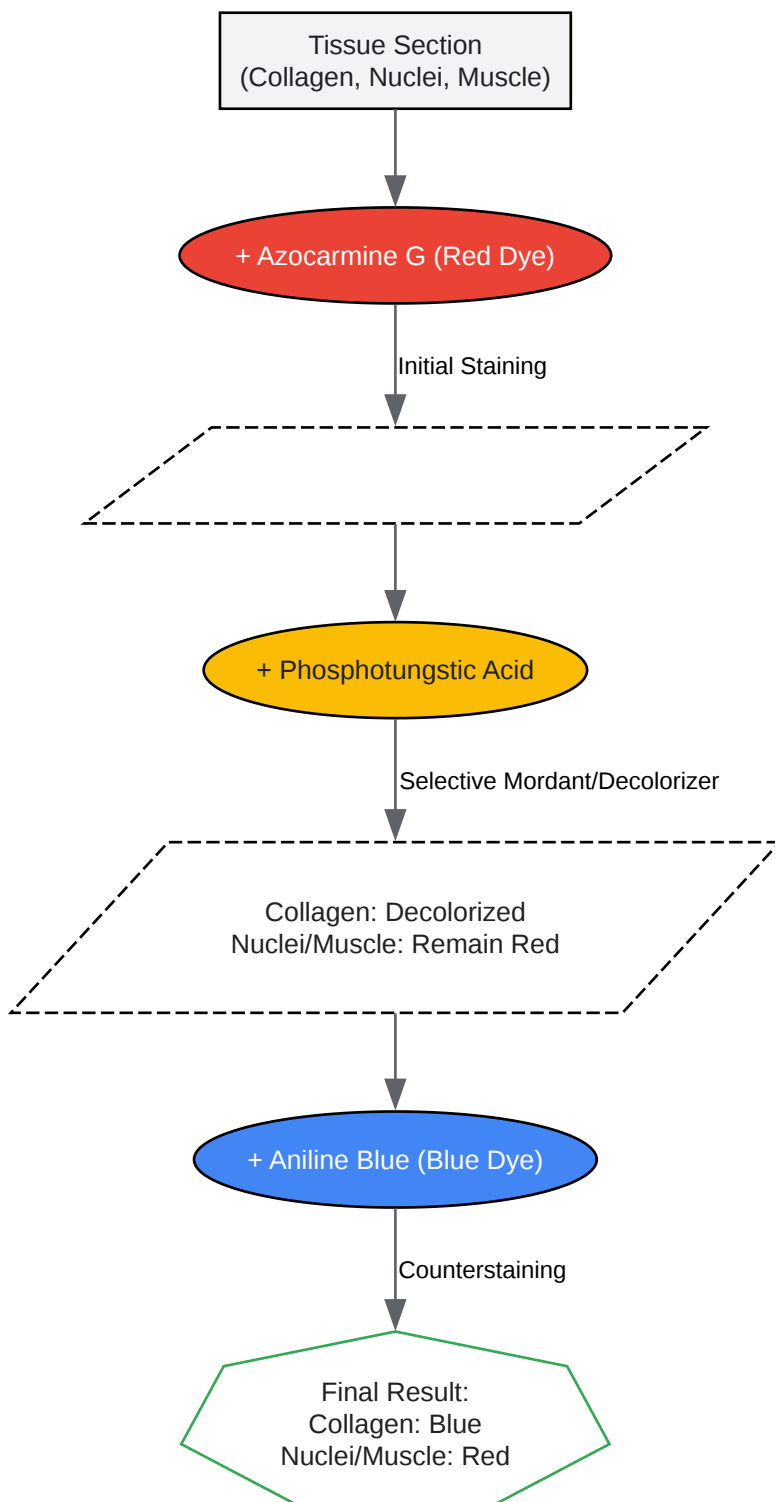 Tissue Section
(Collagen, Nuclei, Muscle)
+ Azocarmine G (Red Dye)
Initial Staining
+ Phosphotungstic Acid
Selective Mordant/Decolorizer
Collagen: Decolorized
Nuclei/Muscle: Remain Red
+ Aniline Blue (Blue Dye)
Counterstaining
Final Result:
Collagen: Blue
Nuclei/Muscle: Red